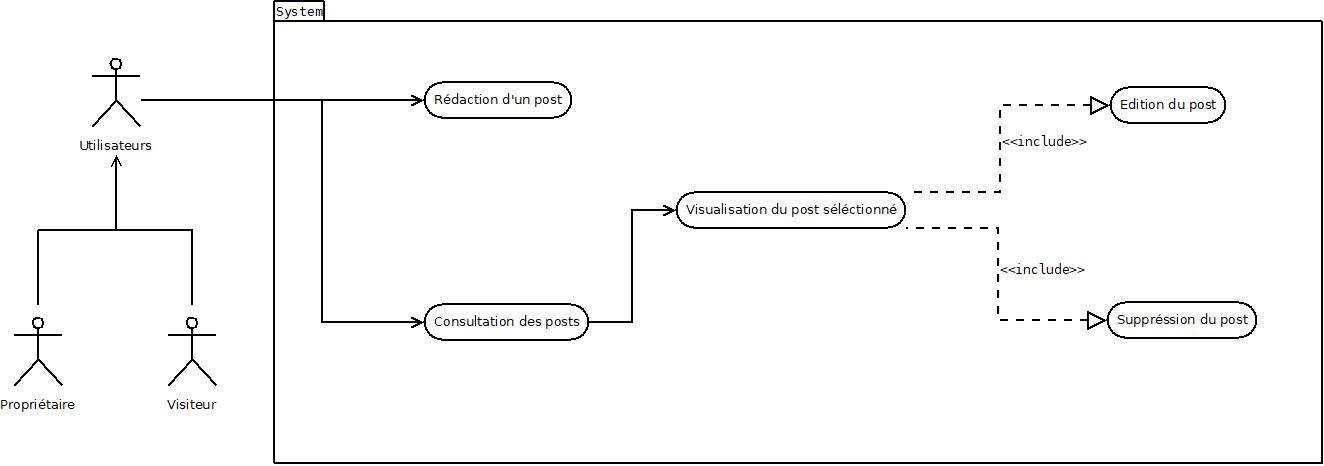 System
Rédaction d'un post
Edition du post
Utilisateurs
<<include>>
Visualisation du post séléctionné
<<include>>
Consultation des posts
Suppréssion du post
Propriétaire
Visiteur